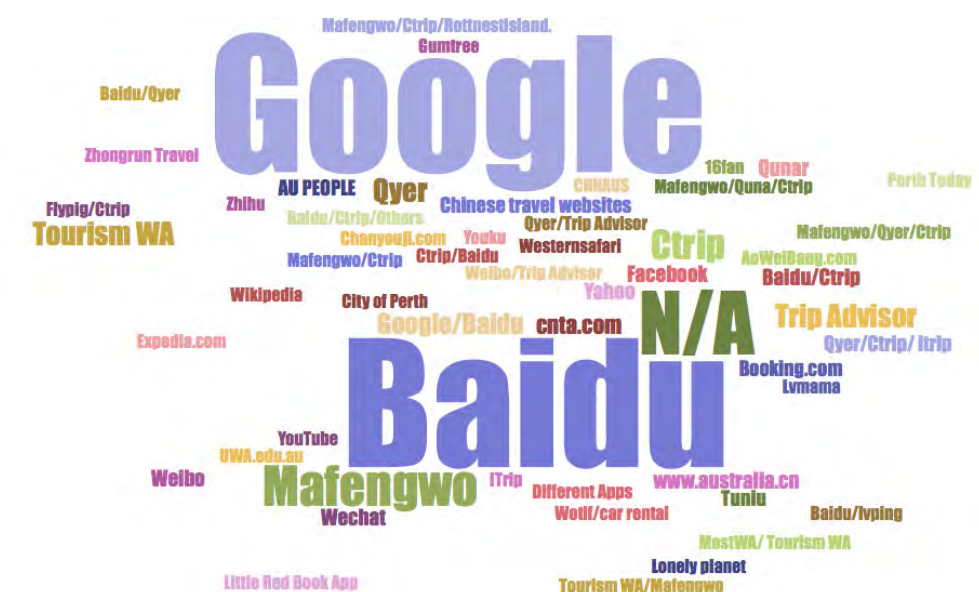 Mafengwo/Ctrip/RottnestIsland.
Gumtree
Google
Baidu/Qyer
Zhongrun Travel
16fan
Qunar
AU PEOPLE
Qyer
CHNAUS
Mafengwo/Quna/Ctrip
Perth Today
Zhihu
Chinese travel websites
Flypig/Ctrip
Baidu/Ctrip/Others
Qyer/Trip Advisor
Tourism WA
Chanyouji.com
Youku
Westernsafari
Ctrip
Mafengwo/Qyer/Ctrip
Mafengwo/Ctrip
Ctrip/Baidu
AoWeiBang.com
Weibo/Trip Advisor
Facebook
Baidu/Ctrip
Wikipedia
City of Perth
Yahoo
Google/Baidu
cnta.com
N/A
Trip Advisor
Expedia.com
Qyer/Ctrip/ Itrip
Baidu
Booking.com
Lvmama
YouTube
UWA.edu.au
Weibo
Mafengwo
iTrip
www.australia.cn
Different Apps
Tuniu
Wechat
Wotif/car rental
Baidu/lvping
MostWA/ Tourism WA
Lonely planet
Little Red Book App
Tourism WA/Mafengwo